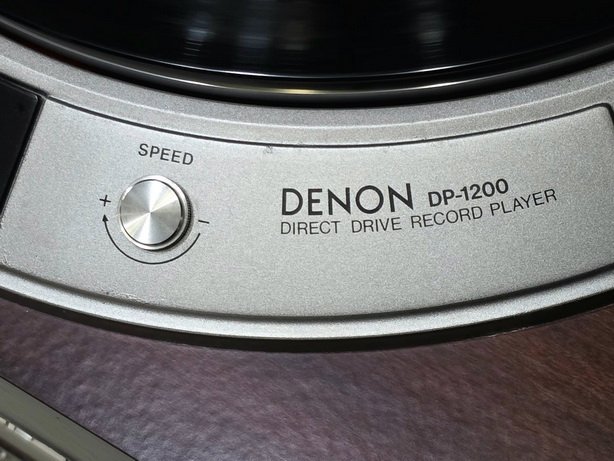 SPEED
+ -
DENON DP-1200
DIRECT DRIVE RECORD PLAYER